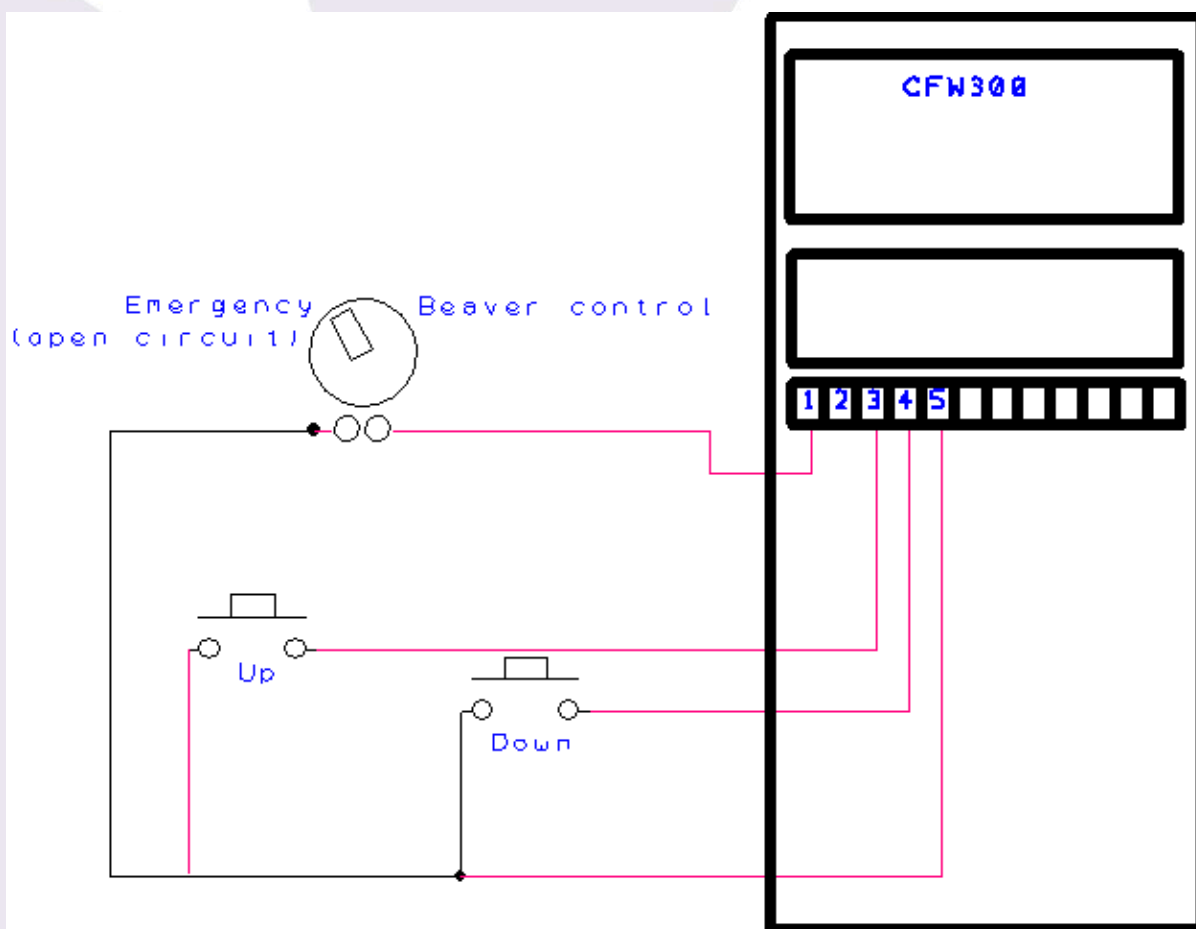 CFW300
Emergency
(open circuit)
Beaver control
1 2 3 4 5
Up
Down